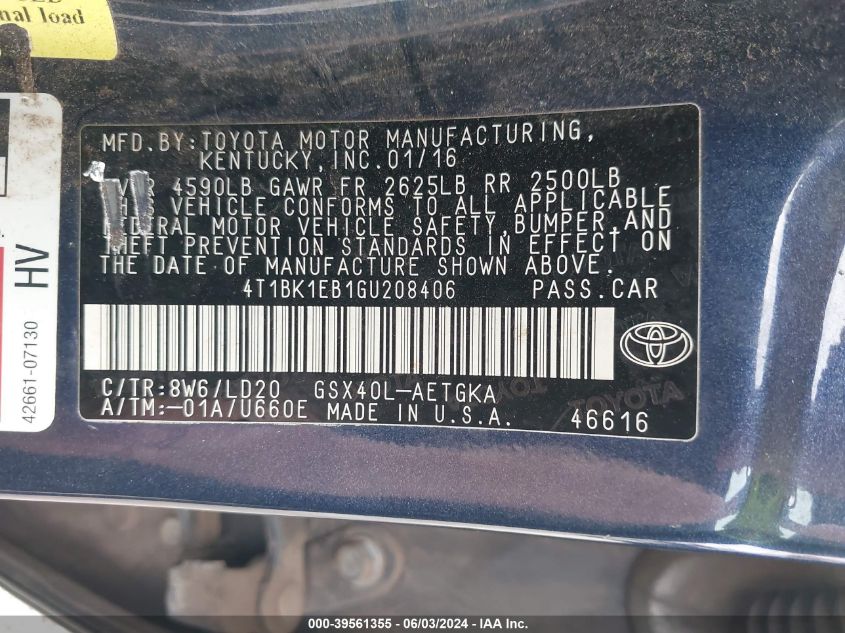 nal load
HV
42661-07130
MFD.BY:TOYOTA MOTOR MANUFACTURING,
KENTUCKY,INC.01/16
4590LB GAWR FR 2625LB RR 2500LB
VEHICLE CONFORMS TO ALL APPLICABLE
FEDERAL MOTOR VEHICLE SAFETY,BUMPER,AND
THEFT PREVENTION STANDARDS IN EFFECT ON
THE DATE OF MANUFACTURE SHOWN ABOVE.
4T1BK1EB1GU208406 PASS.CAR
C/TR:8W6/LD20 GSX40L-AETGKA
A/TM:-01A/U660E MADE IN U.S.A. 46616
TOYOTA
000-39561355 - 06/03/2024 - IAA Inc.